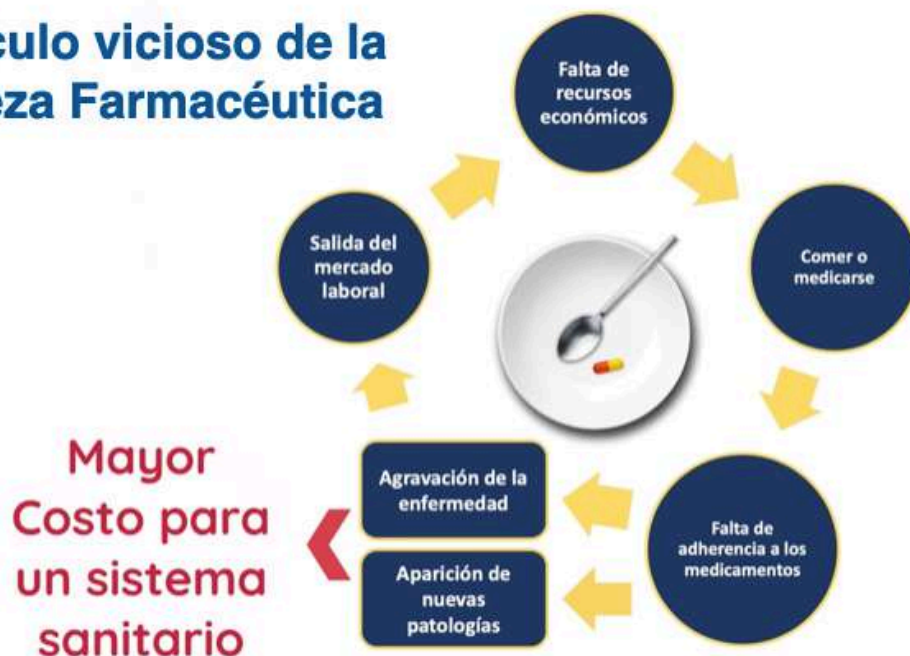 culo vicioso de la
eza Farmacéutica
Falta de
recursos
económicos
Comer o
medicarse
Falta de
adherencia a los
medicamentos
Agravación de la
enfermedad
Aparición de
nuevas
patologías
Salida del
mercado
laboral
Mayor
Costo para
un sistema
sanitario